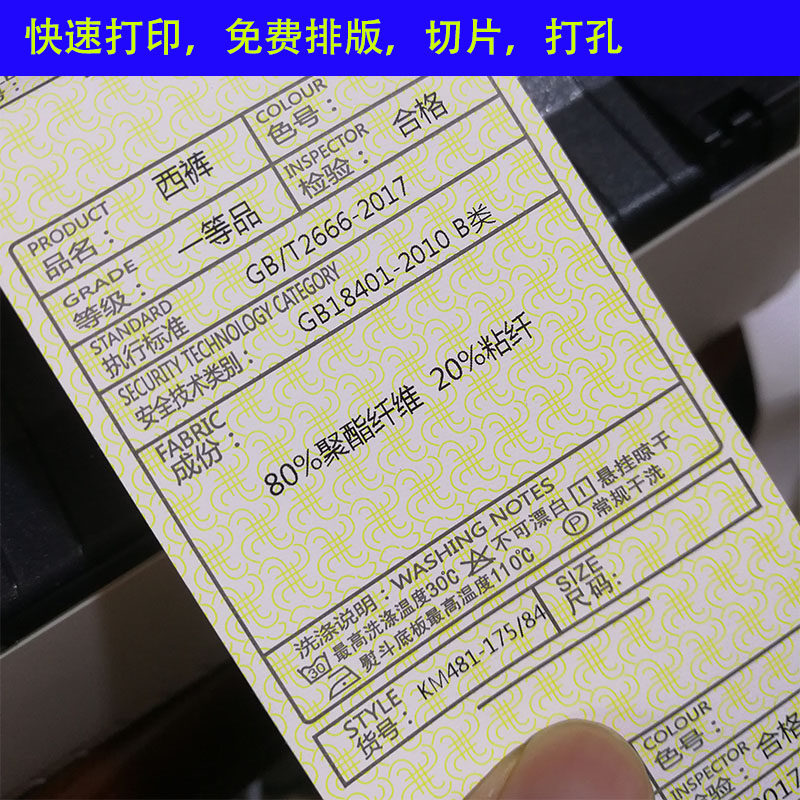 快速打印，免费排版，切片，打孔
号：
PRODUCT
品名： 西裤
COLOUR
色号：
GRADE
等级： 一等品
INSPECTOR
检验： 合格
STANDARD
执行标准 GB/T2666-2017
SECURITY TECHNOLOGY CATEGORY
安全技术类别： GB18401-2010 B类
FABRIC
成份： 80%聚酯纤维 20%粘纤
洗涤说明：WASHING NOTES
30 最高洗涤温度30℃ 不可漂白 悬挂晾干
熨斗底板最高温度110℃ P 常规干洗
STYLE
货号： KM481-175/84
SIZE
尺码：
COLOUR
色号：
INSPECTOR
检验： 合格
017